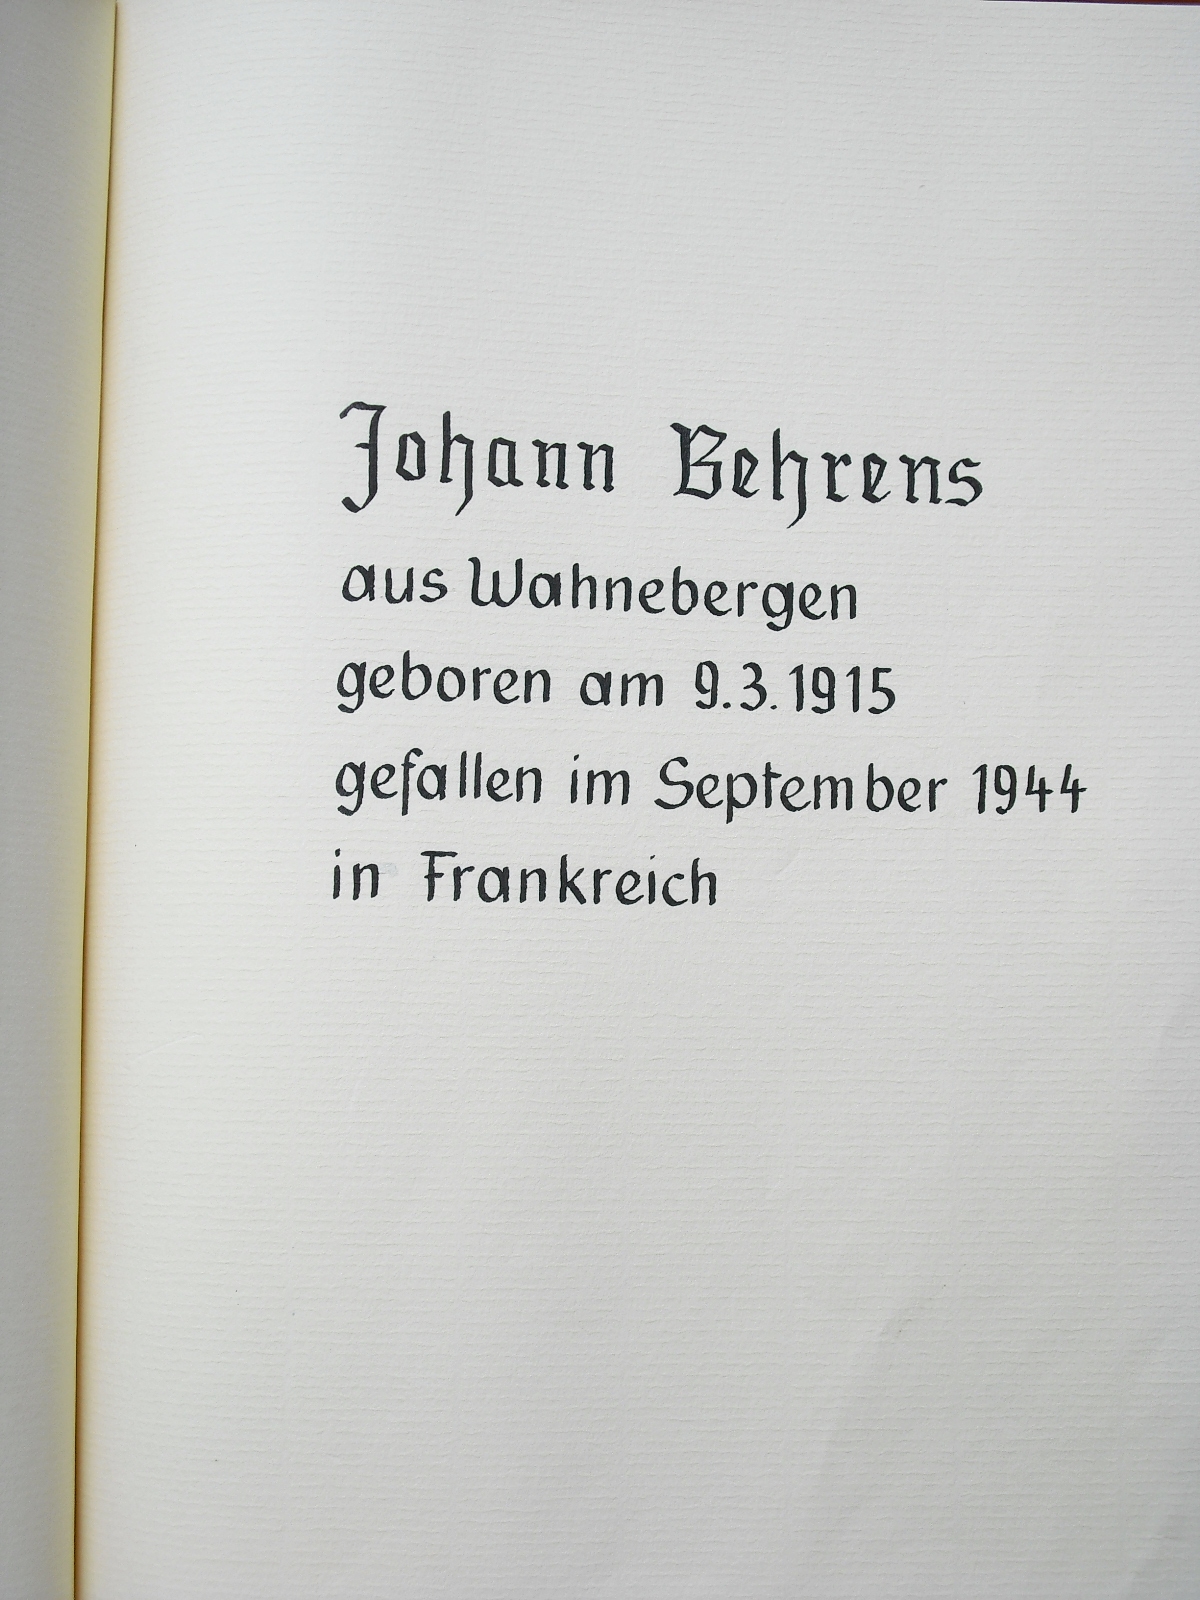 Johann Behrens
aus Wahnebergen
geboren am 9.3.1915
gefallen im September 1944
in Frankreich